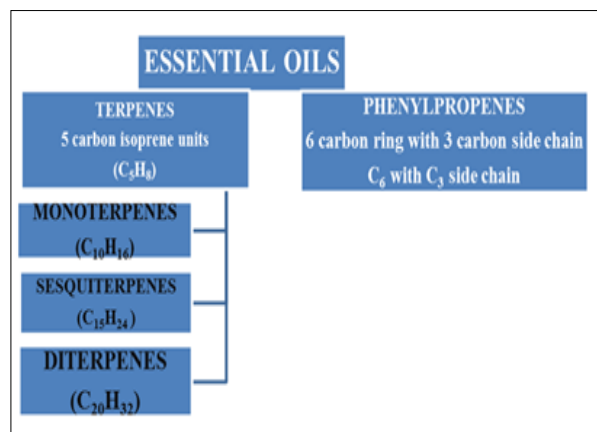 ESSENTIAL OILS
TERPENES
5 carbon isoprene units
(C₅H₈)
PHENYLPROPENES
6 carbon ring with 3 carbon side chain
C₆ with C₃ side chain
MONOTERPENES
(C₁₀H₁₆)
SESQUITERPENES
(C₁₅H₂₄)
DITERPENES
(C₂₀H₃₂)